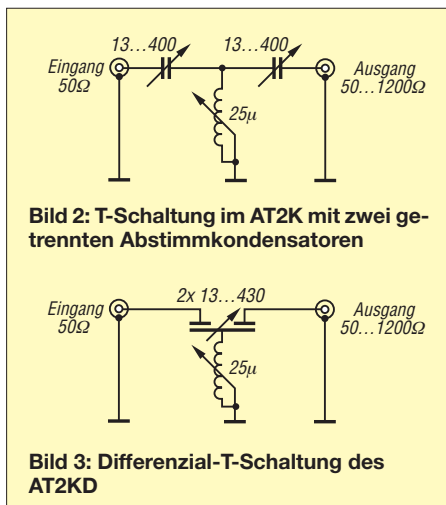 13...400 13...400
Eingang
50Ω
Ausgang
50...1200Ω
25μ
Bild 2: T-Schaltung im AT2K mit zwei ge-
trennten Abstimmkondensatoren
Eingang
50Ω
2x 13...430
Ausgang
50...1200Ω
25μ
Bild 3: Differenzial-T-Schaltung des
AT2KD